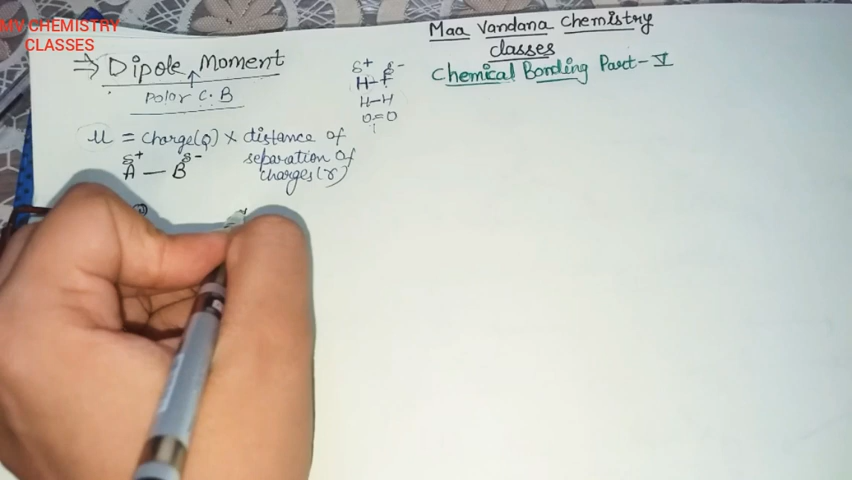 MV CHEMISTRY
CLASSES
Maa Vandana Chemistry
classes
Chemical Bonding Part-V
⇒ Dipole Moment
Polar C.B
δ+ δ-
H-F
H-H
O=O
μ = Charge(Q) × distance of
separation of
charges(r)
δ+ δ-
A — B